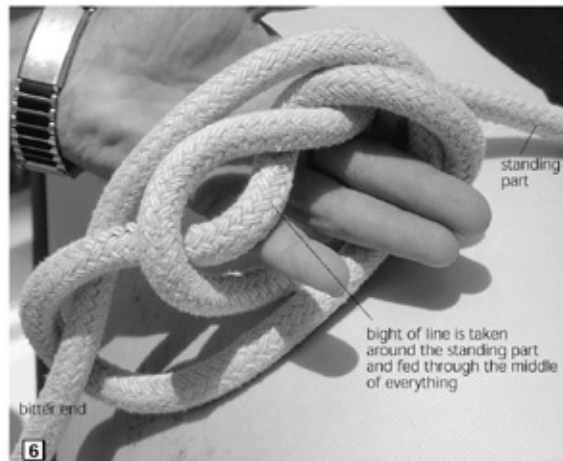 standing
part
bight of line is taken
around the standing part
and fed through the middle
of everything
bitter end
6